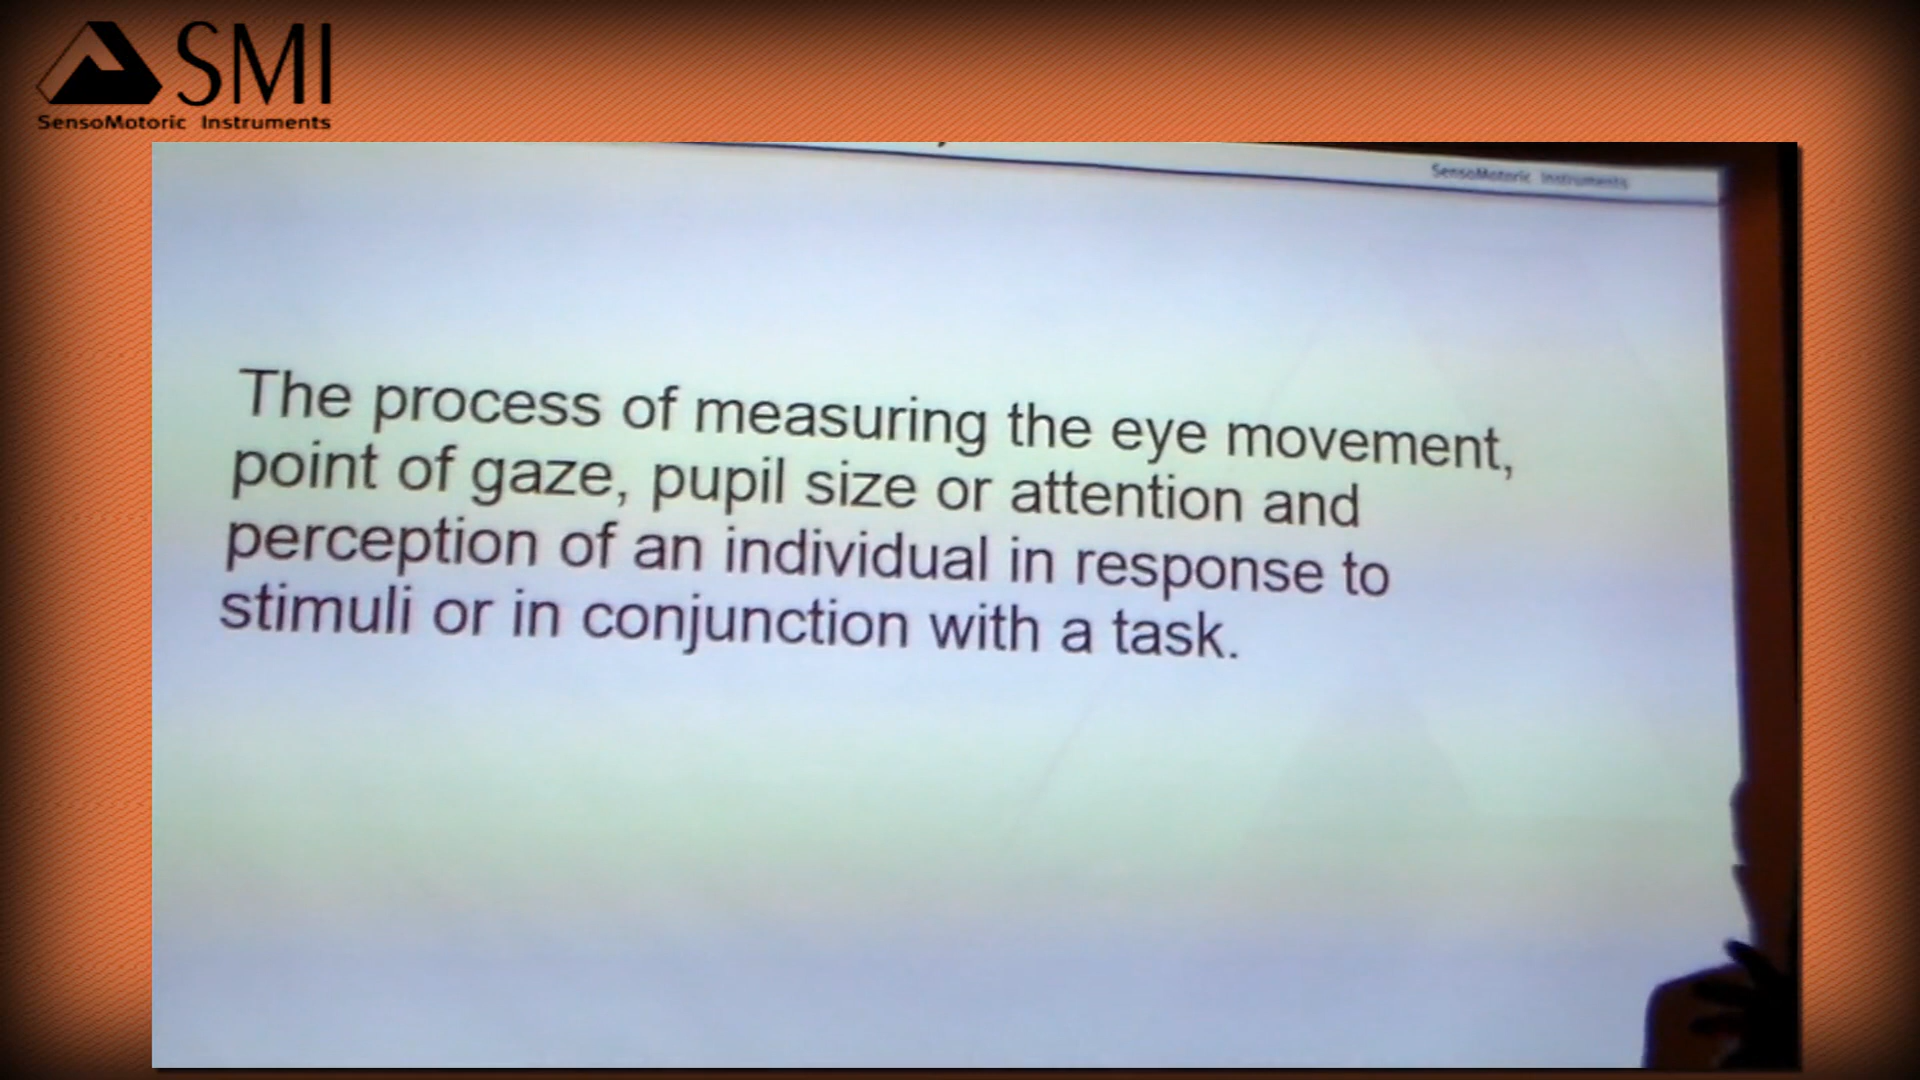 SMI
SensoMotoric Instruments
SensoMotoric Instruments
The process of measuring the eye movement,
point of gaze, pupil size or attention and
perception of an individual in response to
stimuli or in conjunction with a task.